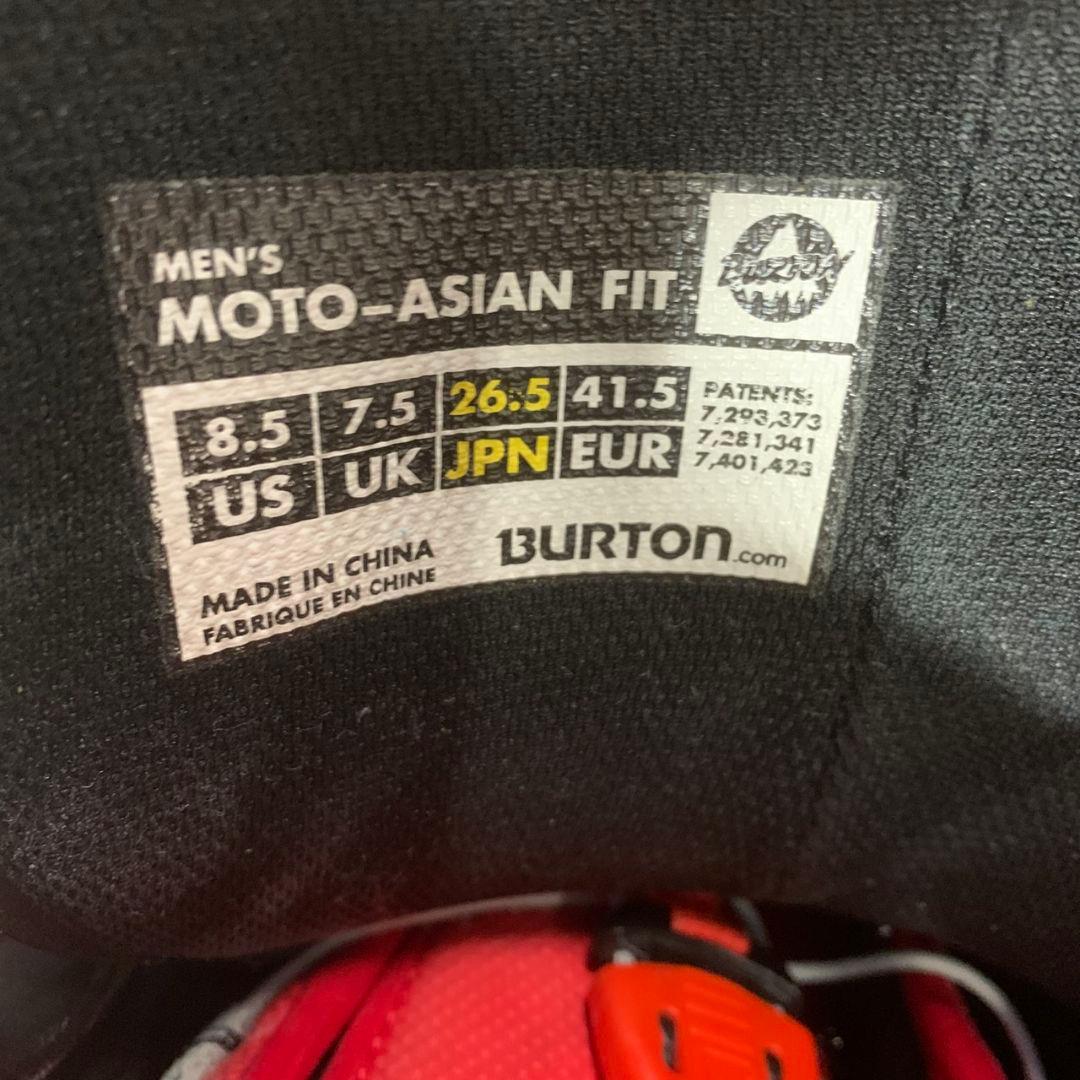 MEN'S
MOTO-ASIAN FIT
BURTON
8.5 7.5 26.5 41.5
US UK JPN EUR
PATENTS:
7,293,373
7,281,341
7,401,423
MADE IN CHINA
FABRIQUE EN CHINE
BURTON.com